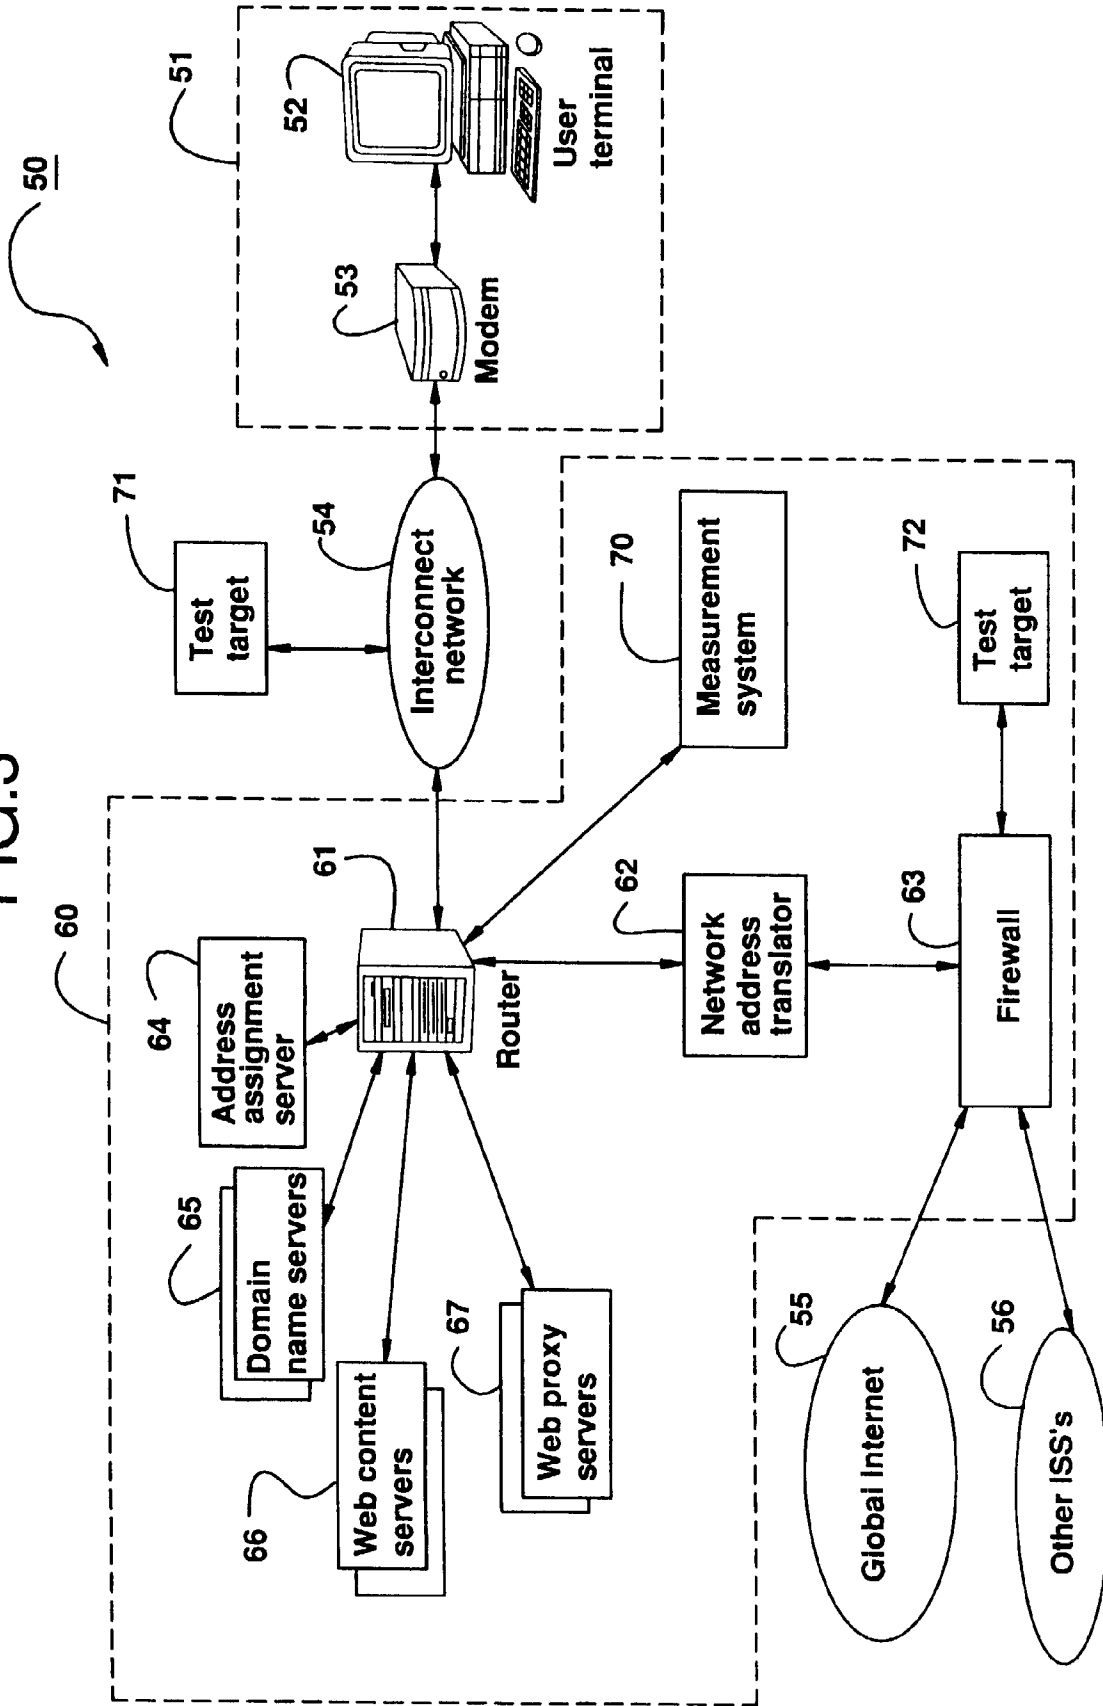 50
60
71
Test
target
51
64
Address
assignment
server
65
Domain
name servers
61
Router
54
Interconnect
network
53
Modem
52
User
terminal
66
Web content
servers
67
Web proxy
servers
62
Network
address
translator
70
Measurement
system
55
Global Internet
56
Other ISS's
63
Firewall
72
Test
target